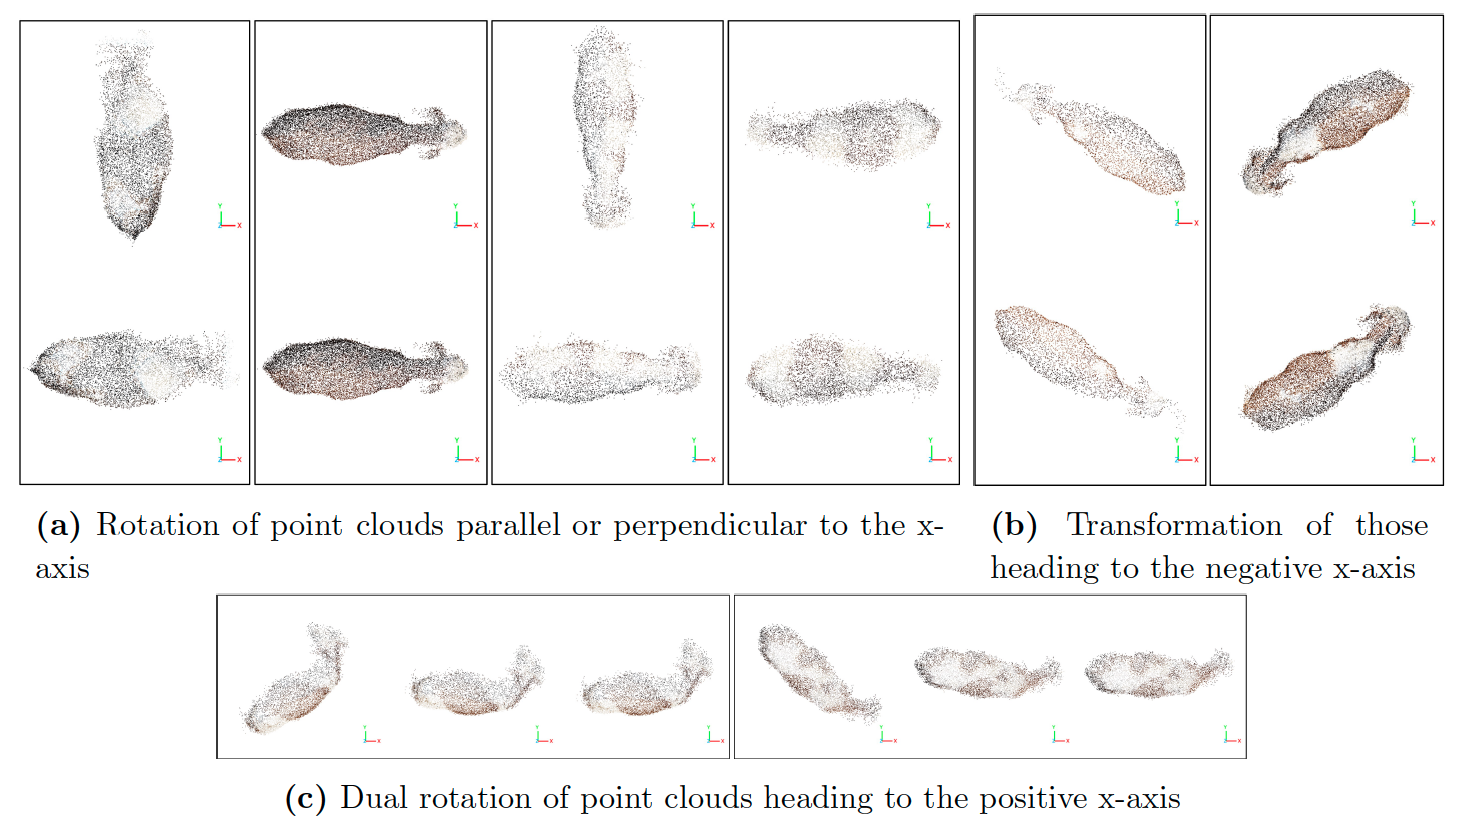 Y
Z X
Y
Z X
Y
Z X
Y
Z X
Y
Z X
Y
Z X
Y
Z X
Y
Z X
Y
Z X
Y
Z X
Y
Z X
Y
Z X
(a) Rotation of point clouds parallel or perpendicular to the x-
axis
(b) Transformation of those
heading to the negative x-axis
Y
Z X
Y
Z X
Y
Z X
Y
Z X
Y
Z X
Y
Z X
(c) Dual rotation of point clouds heading to the positive x-axis